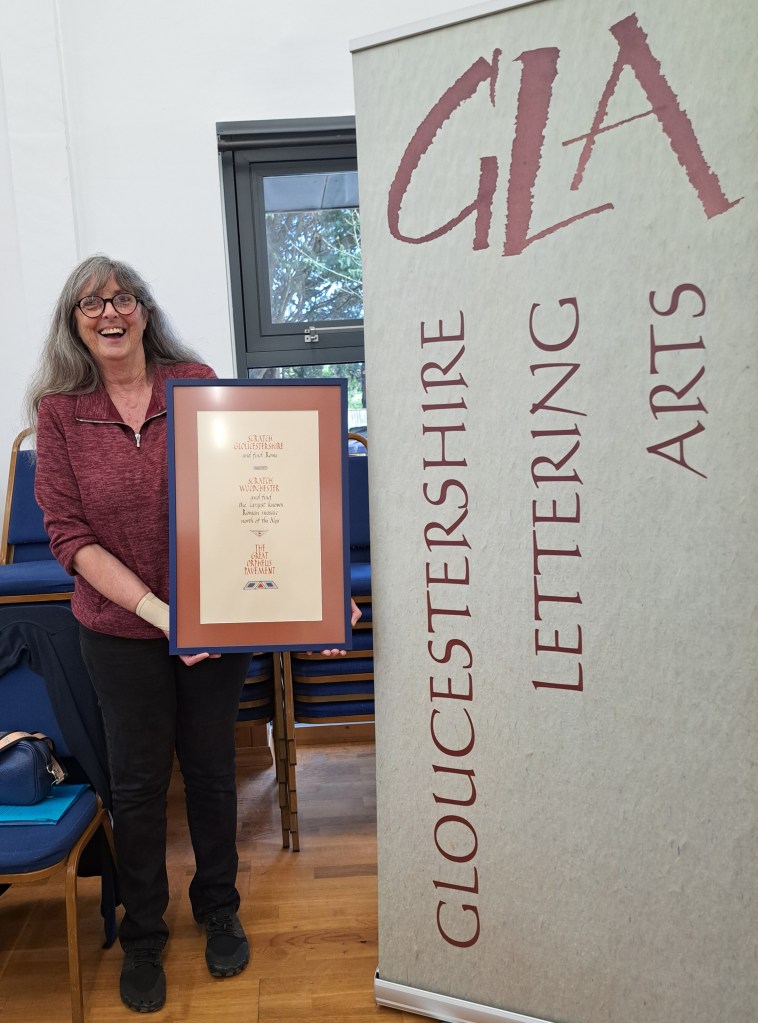 SCRATCH
GLOUCESTERSHIRE
and find Rome
SCRATCH
WOODCHESTER
and find
the largest known
Roman mosaic
north of the Alps
THE
GREAT
ORPHEUS
PAVEMENT
GLA
GLOUCESTERSHIRE
LETTERING
ARTS